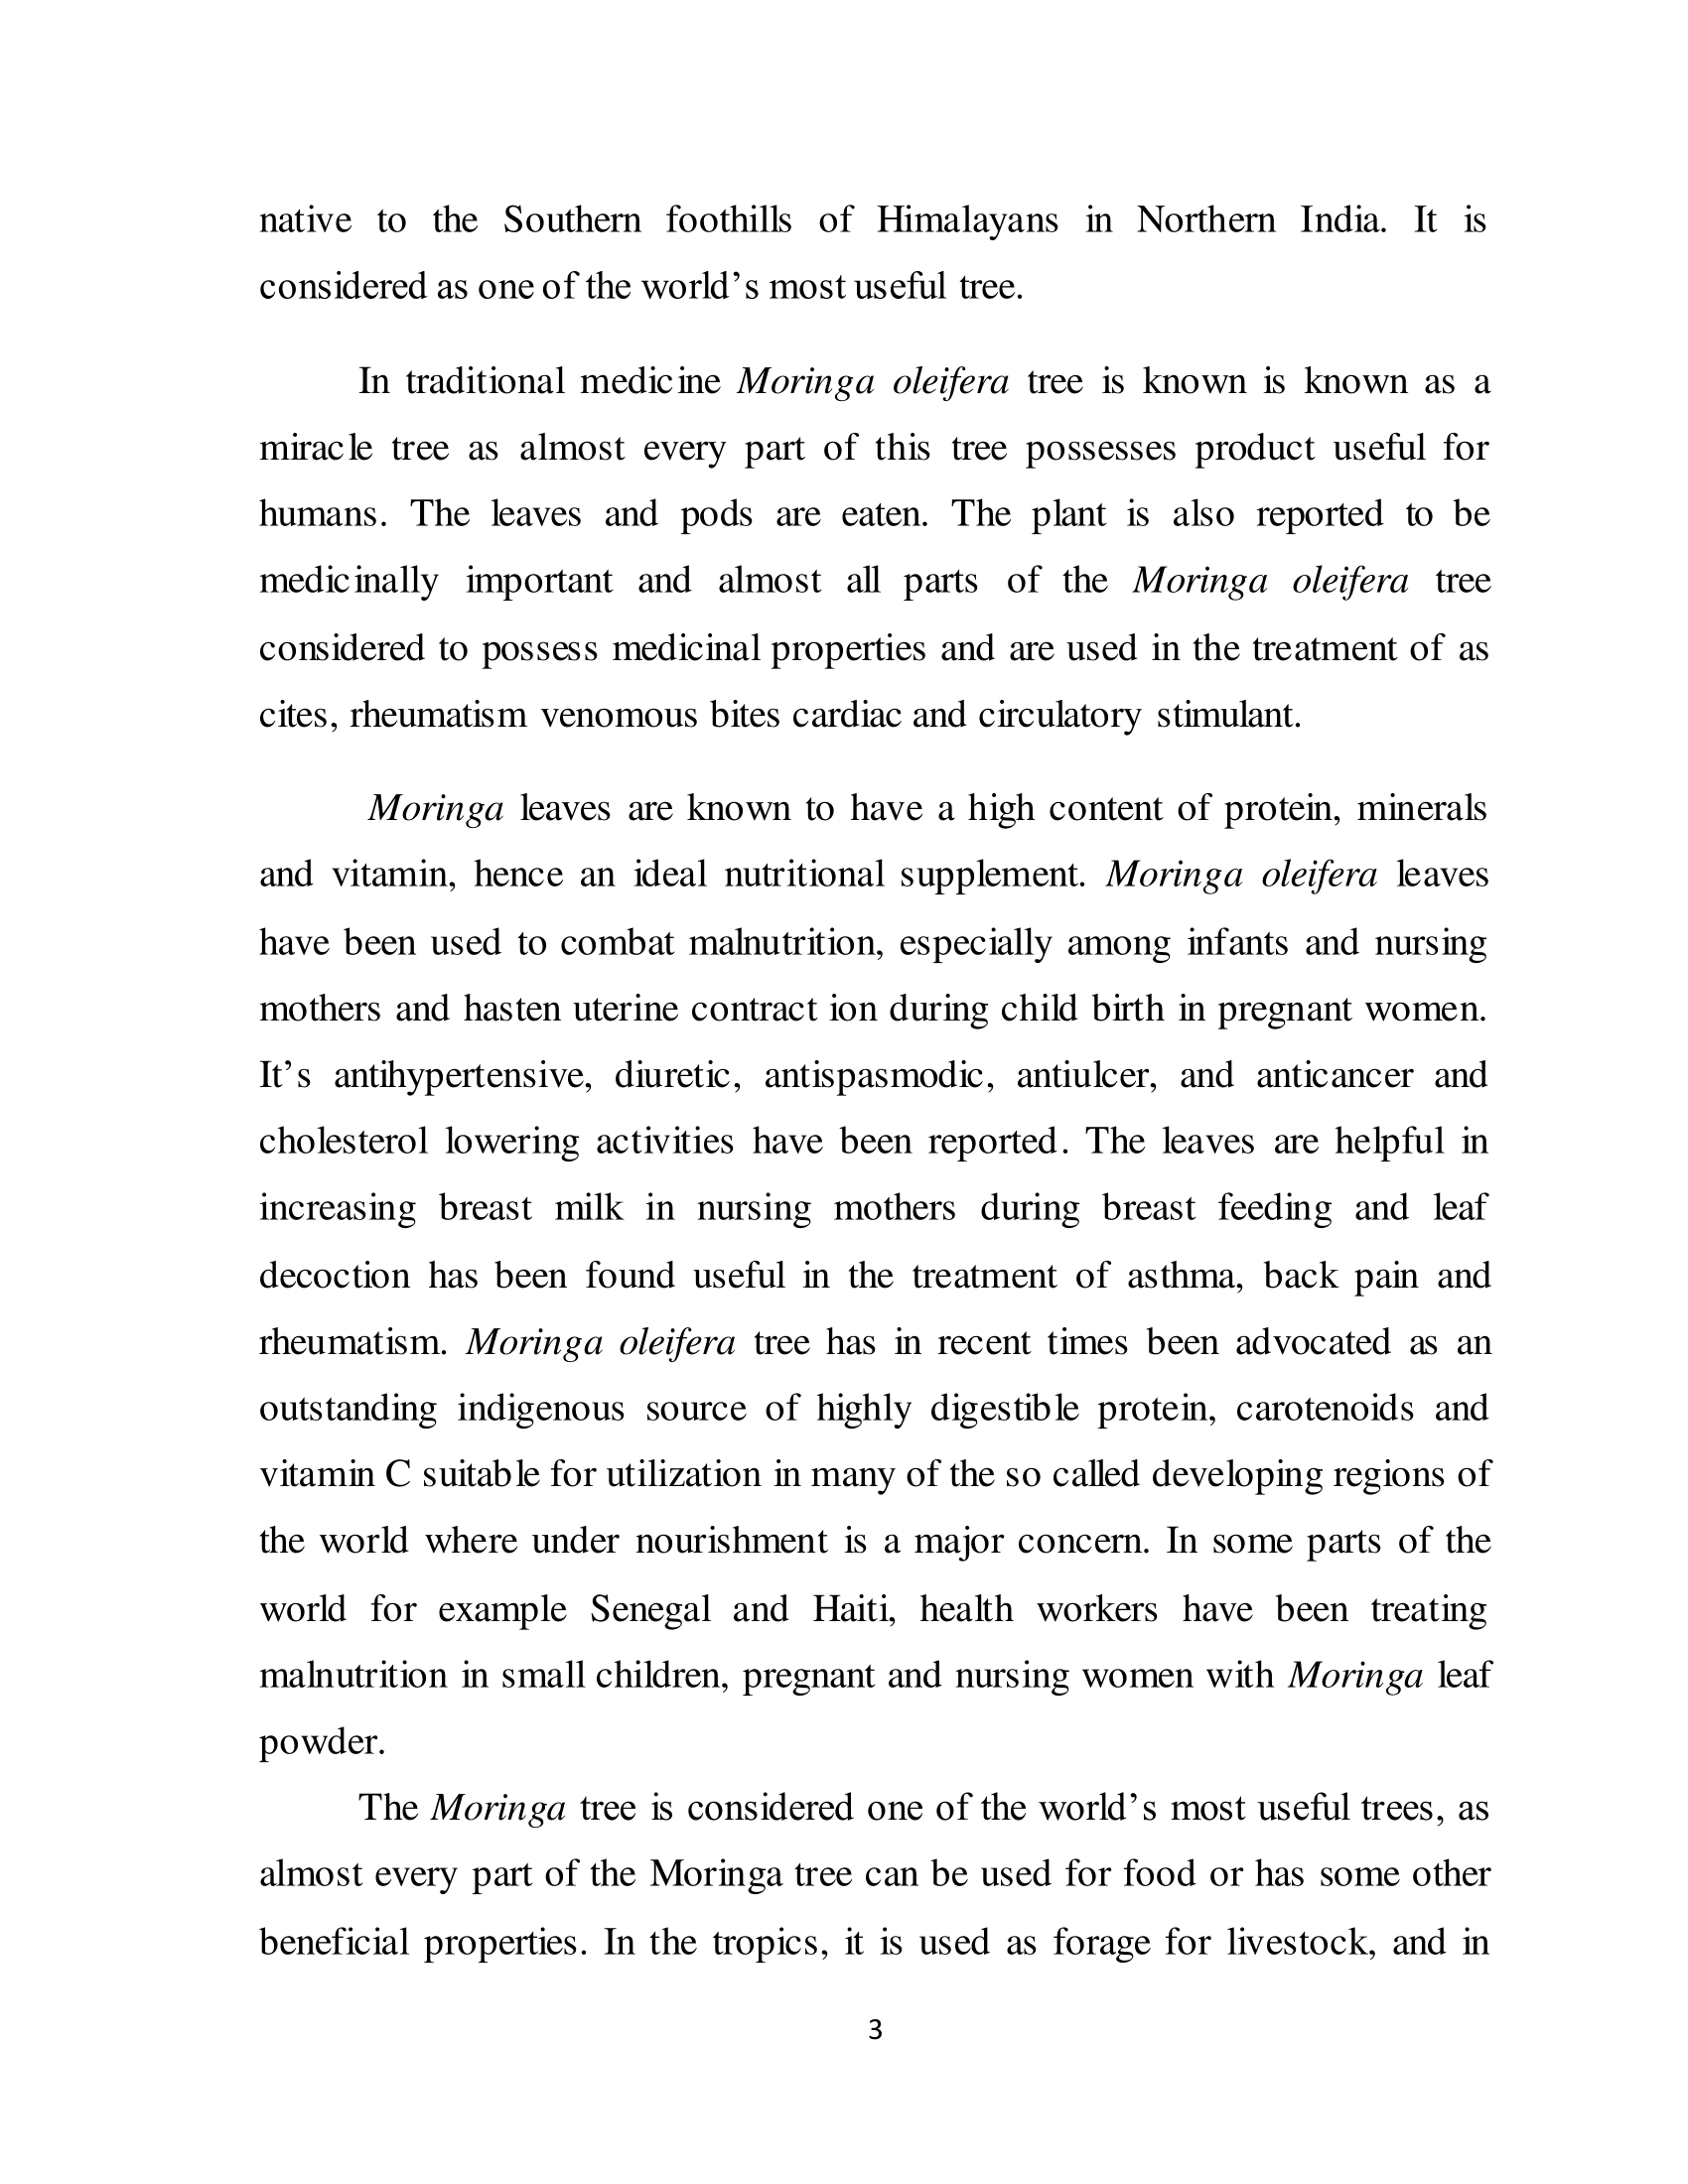 native to the Southern foothills of Himalayans in Northern India. It is
considered as one of the world’s most useful tree.
In traditional medicine Moringa oleifera tree is known is known as a
miracle tree as almost every part of this tree possesses product useful for
humans. The leaves and pods are eaten. The plant is also reported to be
medicinally important and almost all parts of the Moringa oleifera tree
considered to possess medicinal properties and are used in the treatment of as
cites, rheumatism venomous bites cardiac and circulatory stimulant.
Moringa leaves are known to have a high content of protein, minerals
and vitamin, hence an ideal nutritional supplement. Moringa oleifera leaves
have been used to combat malnutrition, especially among infants and nursing
mothers and hasten uterine contract ion during child birth in pregnant women.
It’s antihypertensive, diuretic, antispasmodic, antiulcer, and anticancer and
cholesterol lowering activities have been reported. The leaves are helpful in
increasing breast milk in nursing mothers during breast feeding and leaf
decoction has been found useful in the treatment of asthma, back pain and
rheumatism. Moringa oleifera tree has in recent times been advocated as an
outstanding indigenous source of highly digestible protein, carotenoids and
vitamin C suitable for utilization in many of the so called developing regions of
the world where under nourishment is a major concern. In some parts of the
world for example Senegal and Haiti, health workers have been treating
malnutrition in small children, pregnant and nursing women with Moringa leaf
powder.
The Moringa tree is considered one of the world’s most useful trees, as
almost every part of the Moringa tree can be used for food or has some other
beneficial properties. In the tropics, it is used as forage for livestock, and in
3